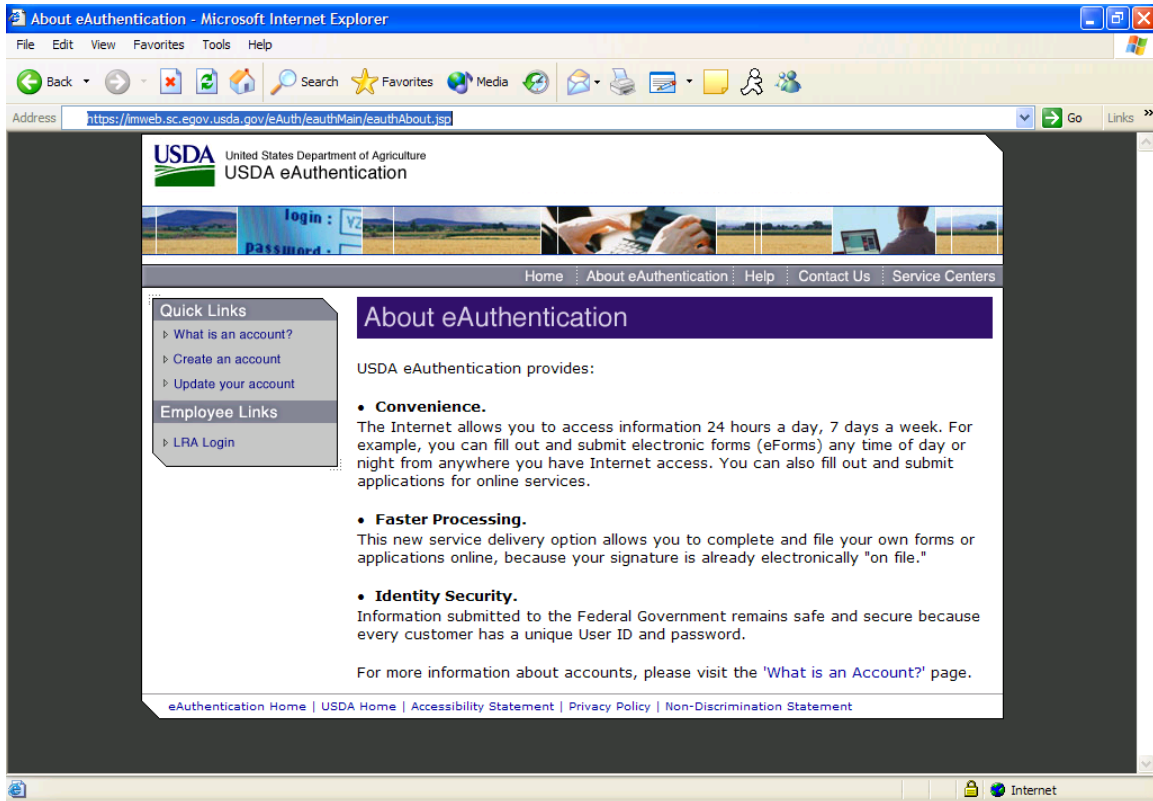 About eAuthentication - Microsoft Internet Explorer
File Edit View Favorites Tools Help
Back Search Favorites Media
Address https://imweb.sc.egov.usda.gov/eAuth/eauthMain/eauthAbout.jsp Go Links »
USDA United States Department of Agriculture
USDA eAuthentication
login :
password :
Home About eAuthentication Help Contact Us Service Centers
Quick Links
What is an account?
Create an account
Update your account
Employee Links
LRA Login
About eAuthentication
USDA eAuthentication provides:
• Convenience.
The Internet allows you to access information 24 hours a day, 7 days a week. For
example, you can fill out and submit electronic forms (eForms) any time of day or
night from anywhere you have Internet access. You can also fill out and submit
applications for online services.
• Faster Processing.
This new service delivery option allows you to complete and file your own forms or
applications online, because your signature is already electronically "on file."
• Identity Security.
Information submitted to the Federal Government remains safe and secure because
every customer has a unique User ID and password.
For more information about accounts, please visit the 'What is an Account?' page.
eAuthentication Home | USDA Home | Accessibility Statement | Privacy Policy | Non-Discrimination Statement
Internet